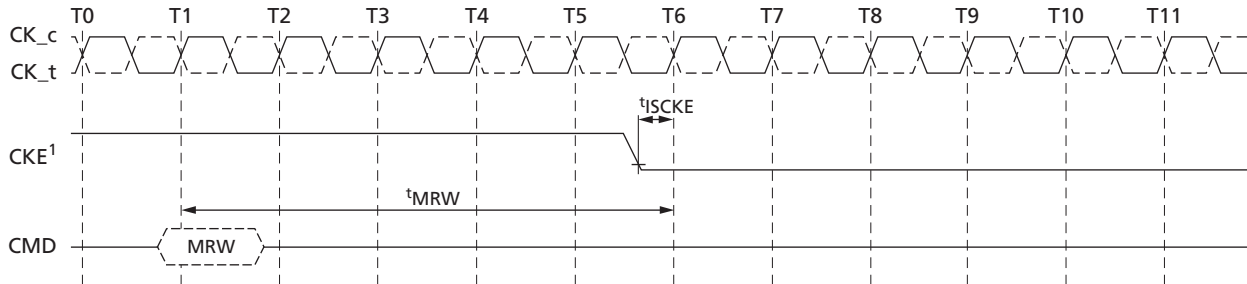 T0 T1 T2 T3 T4 T5 T6 T7 T8 T9 T10 T11
CK_c
CK_t
tISCKE
CKE1
tMRW
CMD MRW